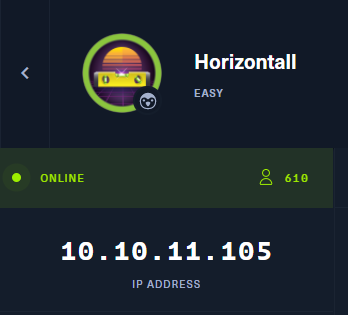 Horizontall
EASY
ONLINE 610
10.10.11.105
IP ADDRESS